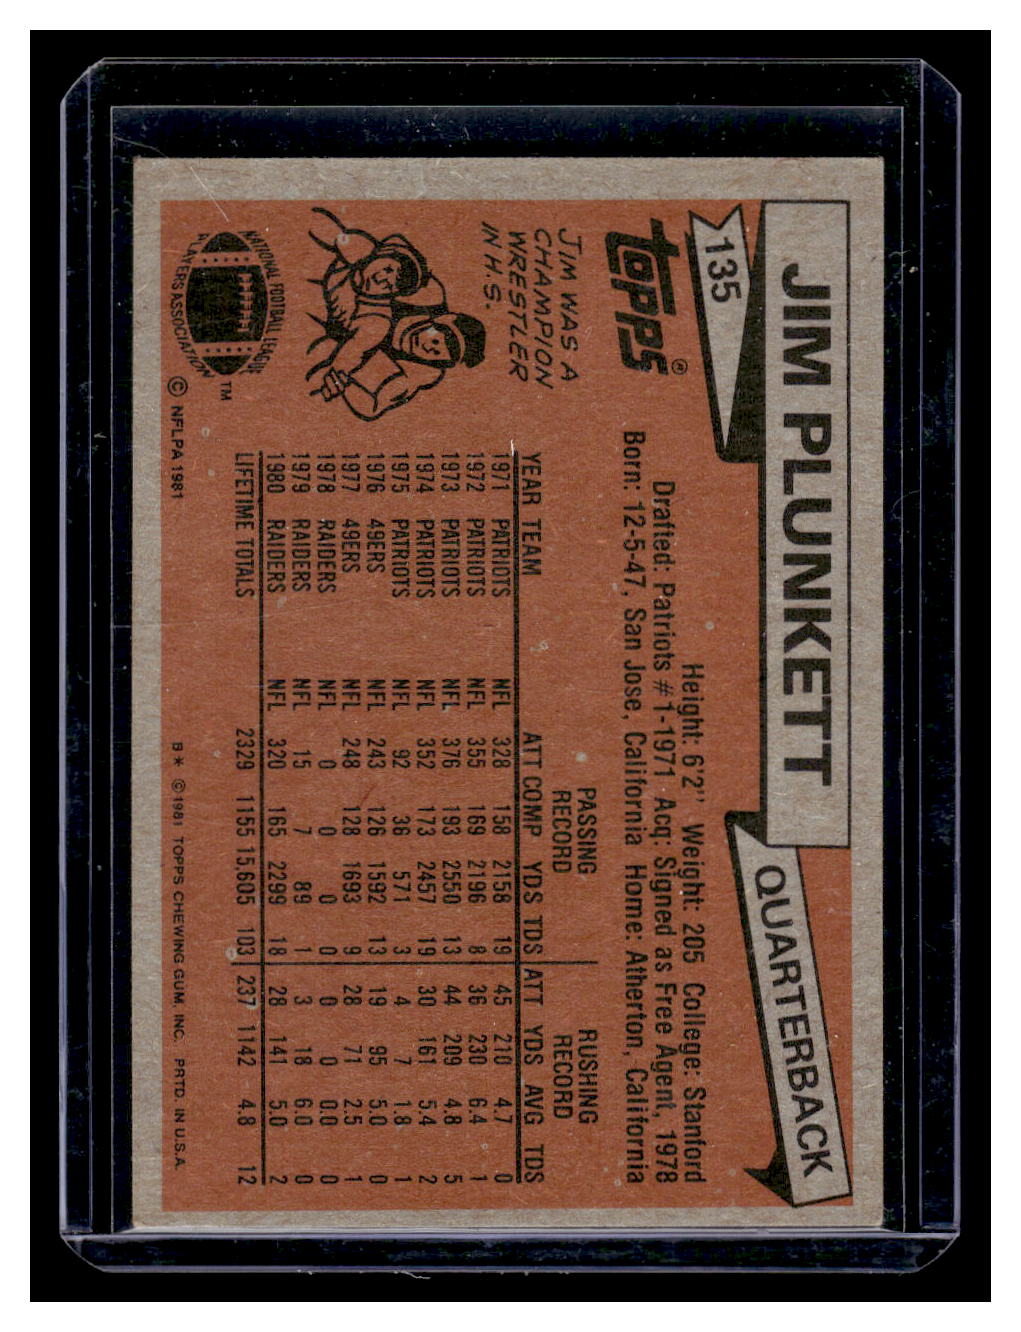 135
JIM PLUNKETT
QUARTERBACK
TOPPS®
Height: 6'2" Weight: 205 College: Stanford
Drafted: Patriots #1-1971 Acq: Signed as Free Agent, 1978
Born: 12-5-47, San Jose, California Home: Atherton, California
JIM WAS A
CHAMPION
WRESTLER
IN H.S.
PASSING RUSHING
RECORD RECORD
YEAR TEAM ATT COMP YDS TDS ATT YDS AVG TDS
1971 PATRIOTS NFL 328 158 2158 19 45 210 4.7 0
1972 PATRIOTS NFL 355 169 2196 8 36 230 6.4 1
1973 PATRIOTS NFL 376 193 2550 13 44 209 4.8 5
1974 PATRIOTS NFL 352 173 2457 19 30 161 5.4 2
1975 PATRIOTS NFL 92 36 571 3 4 7 1.8 1
1976 49ERS NFL 243 126 1592 13 19 95 5.0 0
1977 49ERS NFL 248 128 1693 9 28 71 2.5 1
1978 RAIDERS NFL 0 0 0 0 0 0 0.0 0
1979 RAIDERS NFL 15 7 89 1 3 18 6.0 0
1980 RAIDERS NFL 320 165 2299 18 28 141 5.0 2
LIFETIME TOTALS 2329 1155 15,605 103 237 1142 4.8 12
NATIONAL FOOTBALL LEAGUE
PLAYERS ASSOCIATION
TM
© NFLPA 1981
B* ©1981 TOPPS CHEWING GUM, INC. PRTD. IN U.S.A.